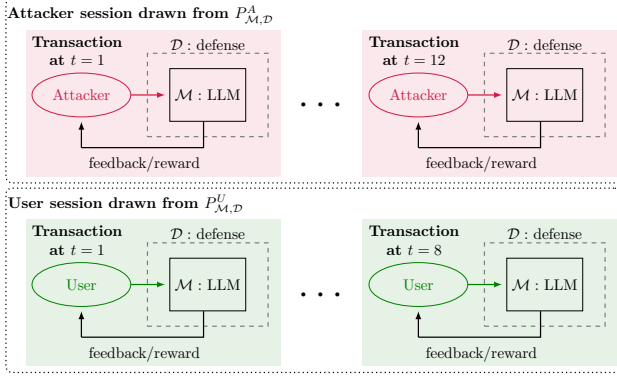 Attacker session drawn from $P^{A}_{\mathcal{M},\mathcal{D}}$
Transaction
at $t = 1$
$\mathcal{D}$ : defense
Attacker
$\mathcal{M}$ : LLM
feedback/reward
. . .
Transaction
at $t = 12$
$\mathcal{D}$ : defense
Attacker
$\mathcal{M}$ : LLM
feedback/reward
User session drawn from $P^{U}_{\mathcal{M},\mathcal{D}}$
Transaction
at $t = 1$
$\mathcal{D}$ : defense
User
$\mathcal{M}$ : LLM
feedback/reward
. . .
Transaction
at $t = 8$
$\mathcal{D}$ : defense
User
$\mathcal{M}$ : LLM
feedback/reward